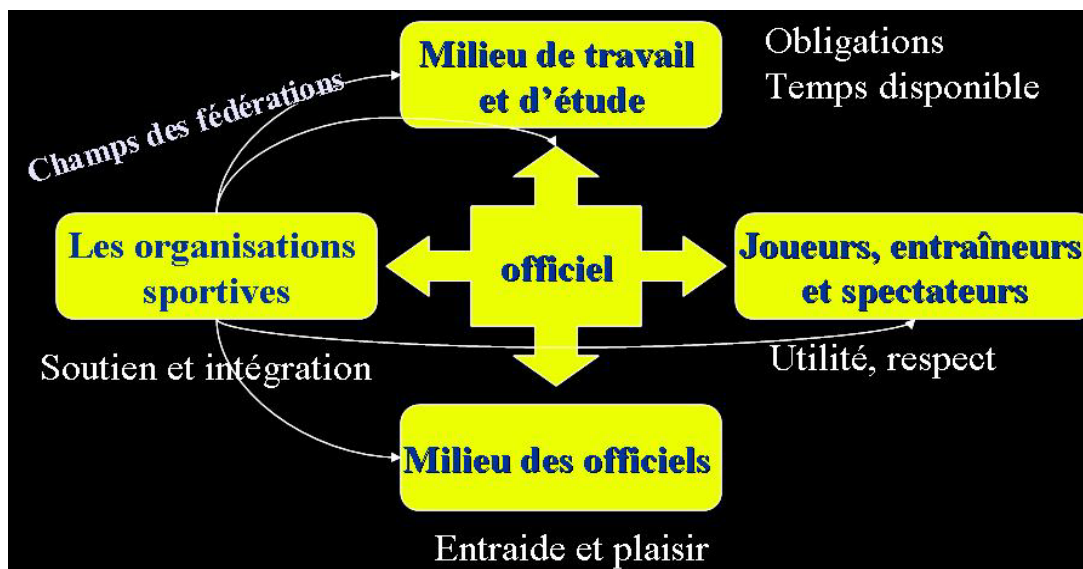 Milieu de travail
et d'étude
Obligations
Temps disponible
Champs des fédérations
Les organisations
sportives
officiel
Joueurs, entraîneurs
et spectateurs
Soutien et intégration
Utilité, respect
Milieu des officiels
Entraide et plaisir